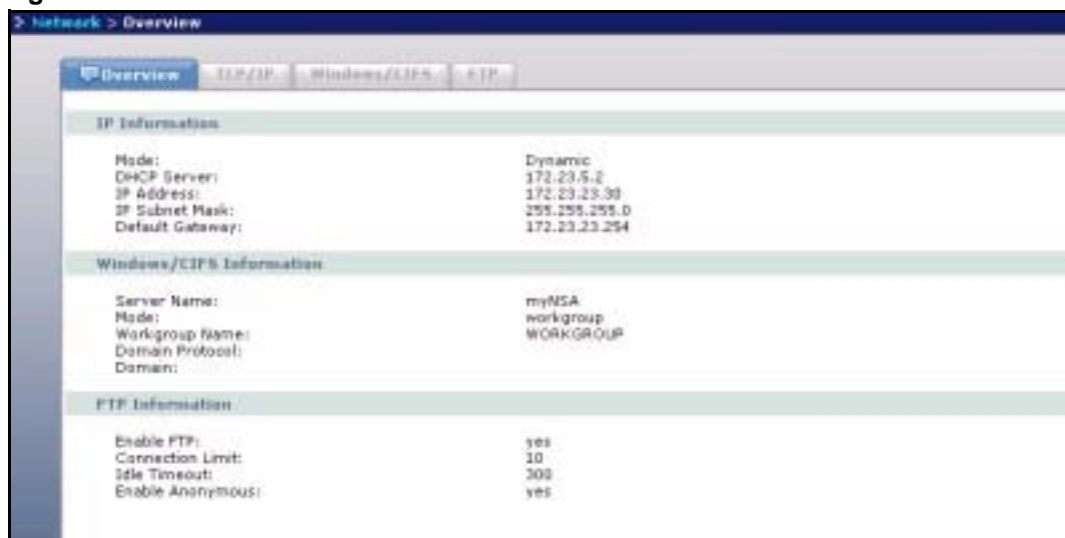 > Network > Overview
Overview TCP/IP Windows/CIFS FTP
IP Information
Mode: Dynamic
DHCP Server: 172.23.5.2
IP Address: 172.23.23.30
IP Subnet Mask: 255.255.255.0
Default Gateway: 172.23.23.254
Windows/CIFS Information
Server Name: myNSA
Mode: workgroup
Workgroup Name: WORKGROUP
Domain Protocol:
Domain:
FTP Information
Enable FTP: yes
Connection Limit: 10
Idle Timeout: 300
Enable Anonymous: yes